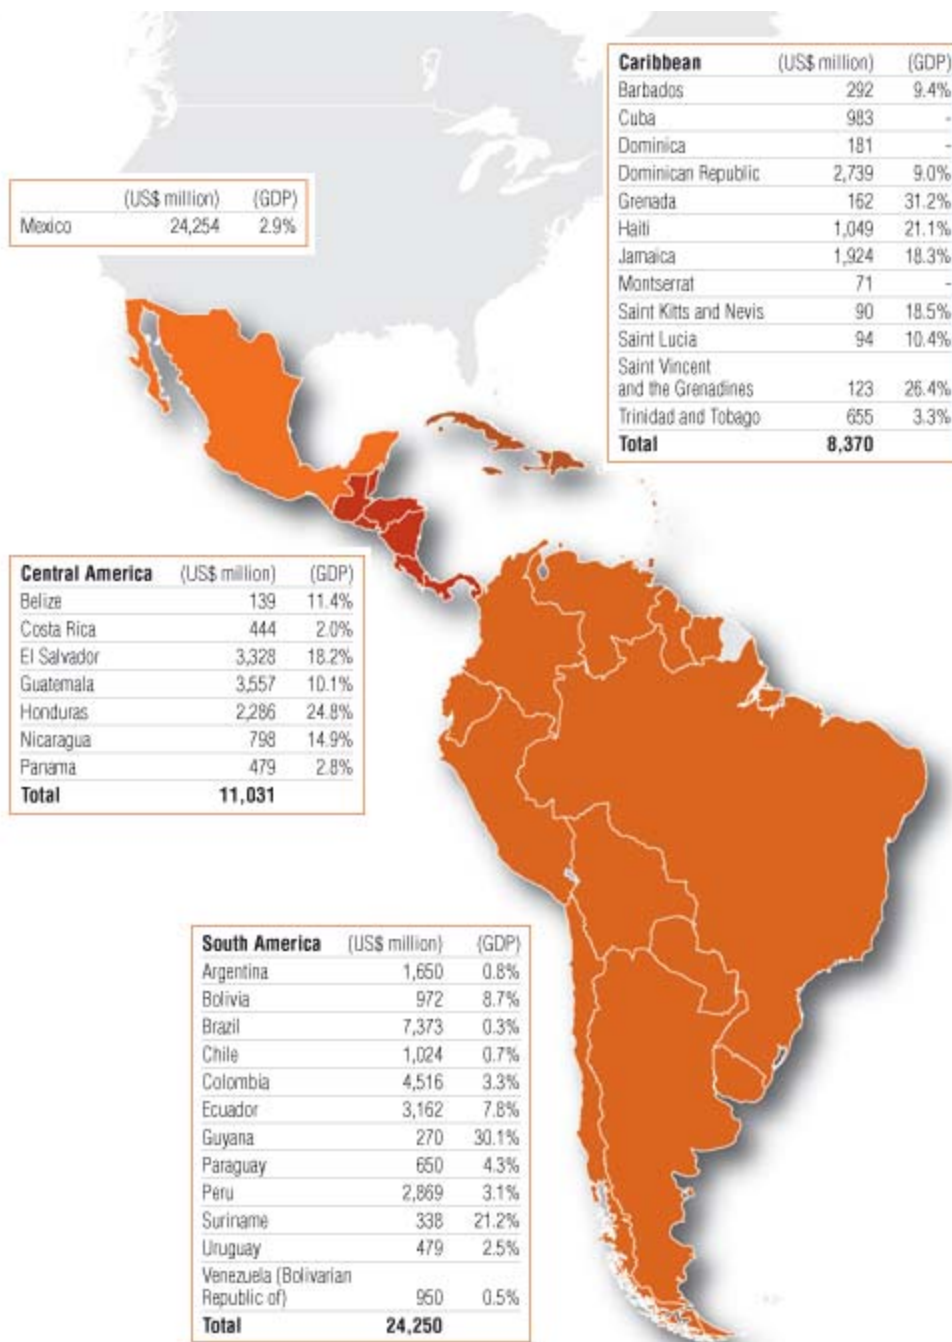 Caribbean (US$ million) (GDP)
Barbados 292 9.4%
Cuba 983 -
Dominica 181 -
Dominican Republic 2,739 9.0%
Grenada 162 31.2%
Haiti 1,049 21.1%
Jamaica 1,924 18.3%
Montserrat 71 -
Saint Kitts and Nevis 90 18.5%
Saint Lucia 94 10.4%
Saint Vincent
and the Grenadines 123 26.4%
Trinidad and Tobago 655 3.3%
Total 8,370
(US$ million) (GDP)
Mexico 24,254 2.9%
Central America (US$ million) (GDP)
Belize 139 11.4%
Costa Rica 444 2.0%
El Salvador 3,328 18.2%
Guatemala 3,557 10.1%
Honduras 2,286 24.8%
Nicaragua 798 14.9%
Panama 479 2.8%
Total 11,031
South America (US$ million) (GDP)
Argentina 1,650 0.8%
Bolivia 972 8.7%
Brazil 7,373 0.3%
Chile 1,024 0.7%
Colombia 4,516 3.3%
Ecuador 3,162 7.8%
Guyana 270 30.1%
Paraguay 650 4.3%
Peru 2,869 3.1%
Suriname 338 21.2%
Uruguay 479 2.5%
Venezuela (Bolivarian
Republic of) 950 0.5%
Total 24,250